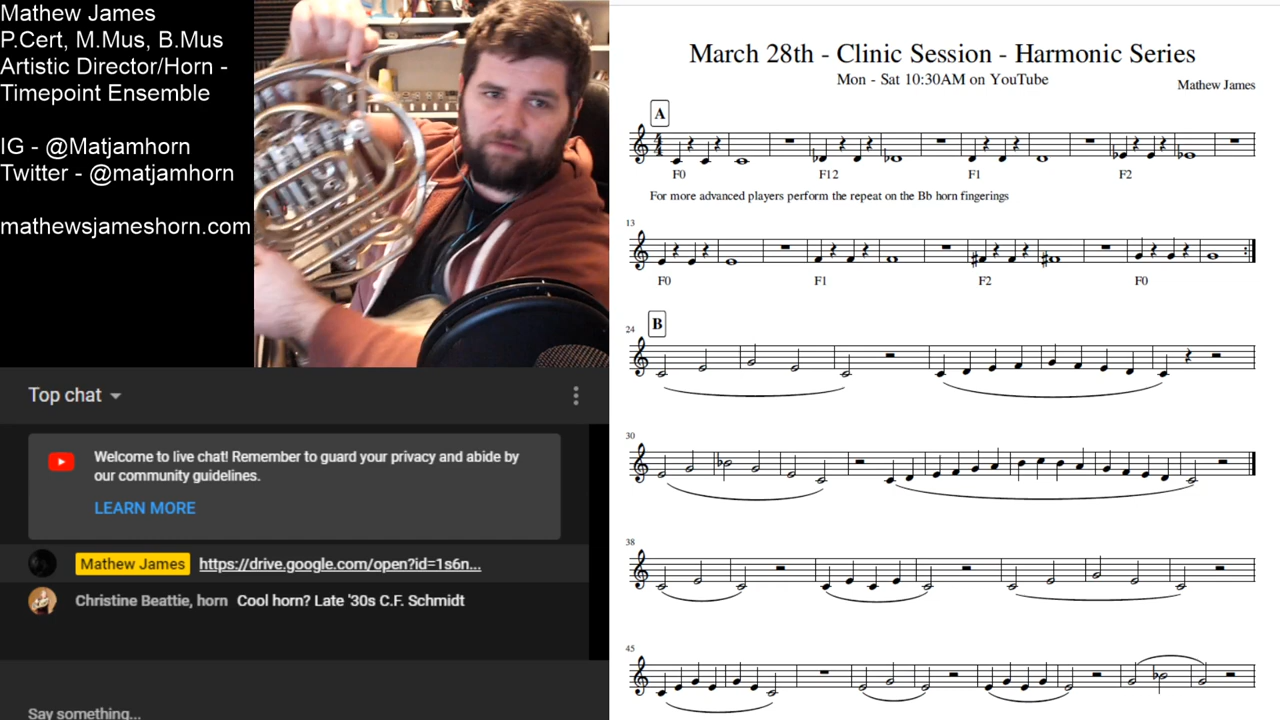 Mathew James
P.Cert, M.Mus, B.Mus
Artistic Director/Horn -
Timepoint Ensemble
IG - @Matjamhorn
Twitter - @matjamhorn
mathewsjameshorn.com
Top chat
Welcome to live chat! Remember to guard your privacy and abide by
our community guidelines.
LEARN MORE
Mathew James https://drive.google.com/open?id=1s6n...
Christine Beattie, horn Cool horn? Late '30s C.F. Schmidt
Say something...
March 28th - Clinic Session - Harmonic Series
Mon - Sat 10:30AM on YouTube
Mathew James
A
4
4
F0 F12 F1 F2
For more advanced players perform the repeat on the Bb horn fingerings
13
F0 F1 F2 F0
24
B
30
38
45